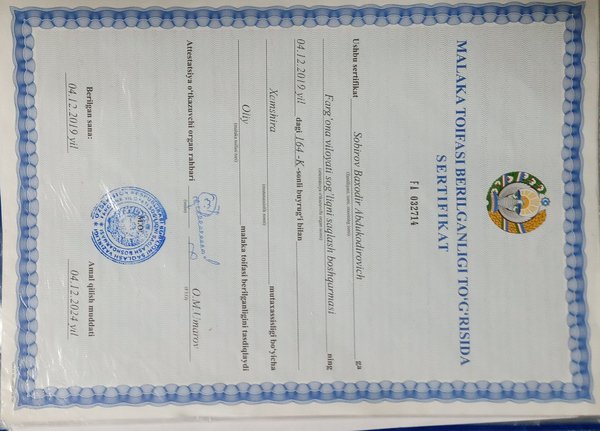 MALAKA TOIFASI BERILGANLIGI TO'G'RISIDA
SERTIFIKAT
FA 032714
Ushbu sertifikat Sobirov Baxodir Abdukodirovich ga
Farg'ona viloyati sog'liqni saqlash boshqarmasi ning
04.12.2019 yil dagi 164-K -sonli buyrug'i bilan
Xamshira mutaxassisligi bo'yicha
Oliy malaka toifasi berilganligini tasdiqlaydi
(malaka toifasi)
Attestatsiya o'tkazuvchi organ rahbari O.M.Umarov
(F.I.O)
Berilgan sana: Amal qilish muddati
04.12.2019 yil 04.12.2024 yil